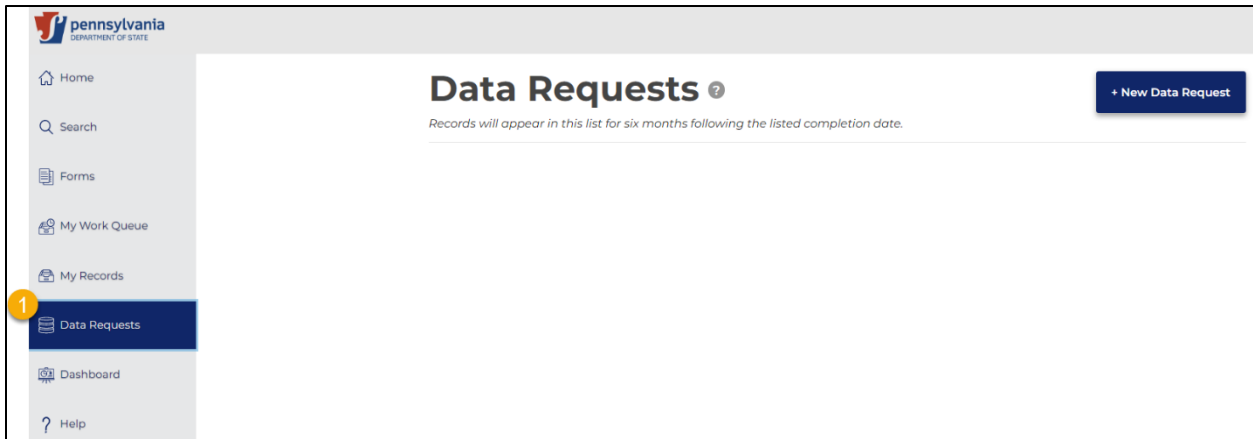 pennsylvania
DEPARTMENT OF STATE
Home
Search
Forms
My Work Queue
My Records
1
Data Requests
Dashboard
? Help
Data Requests ?
+ New Data Request
Records will appear in this list for six months following the listed completion date.